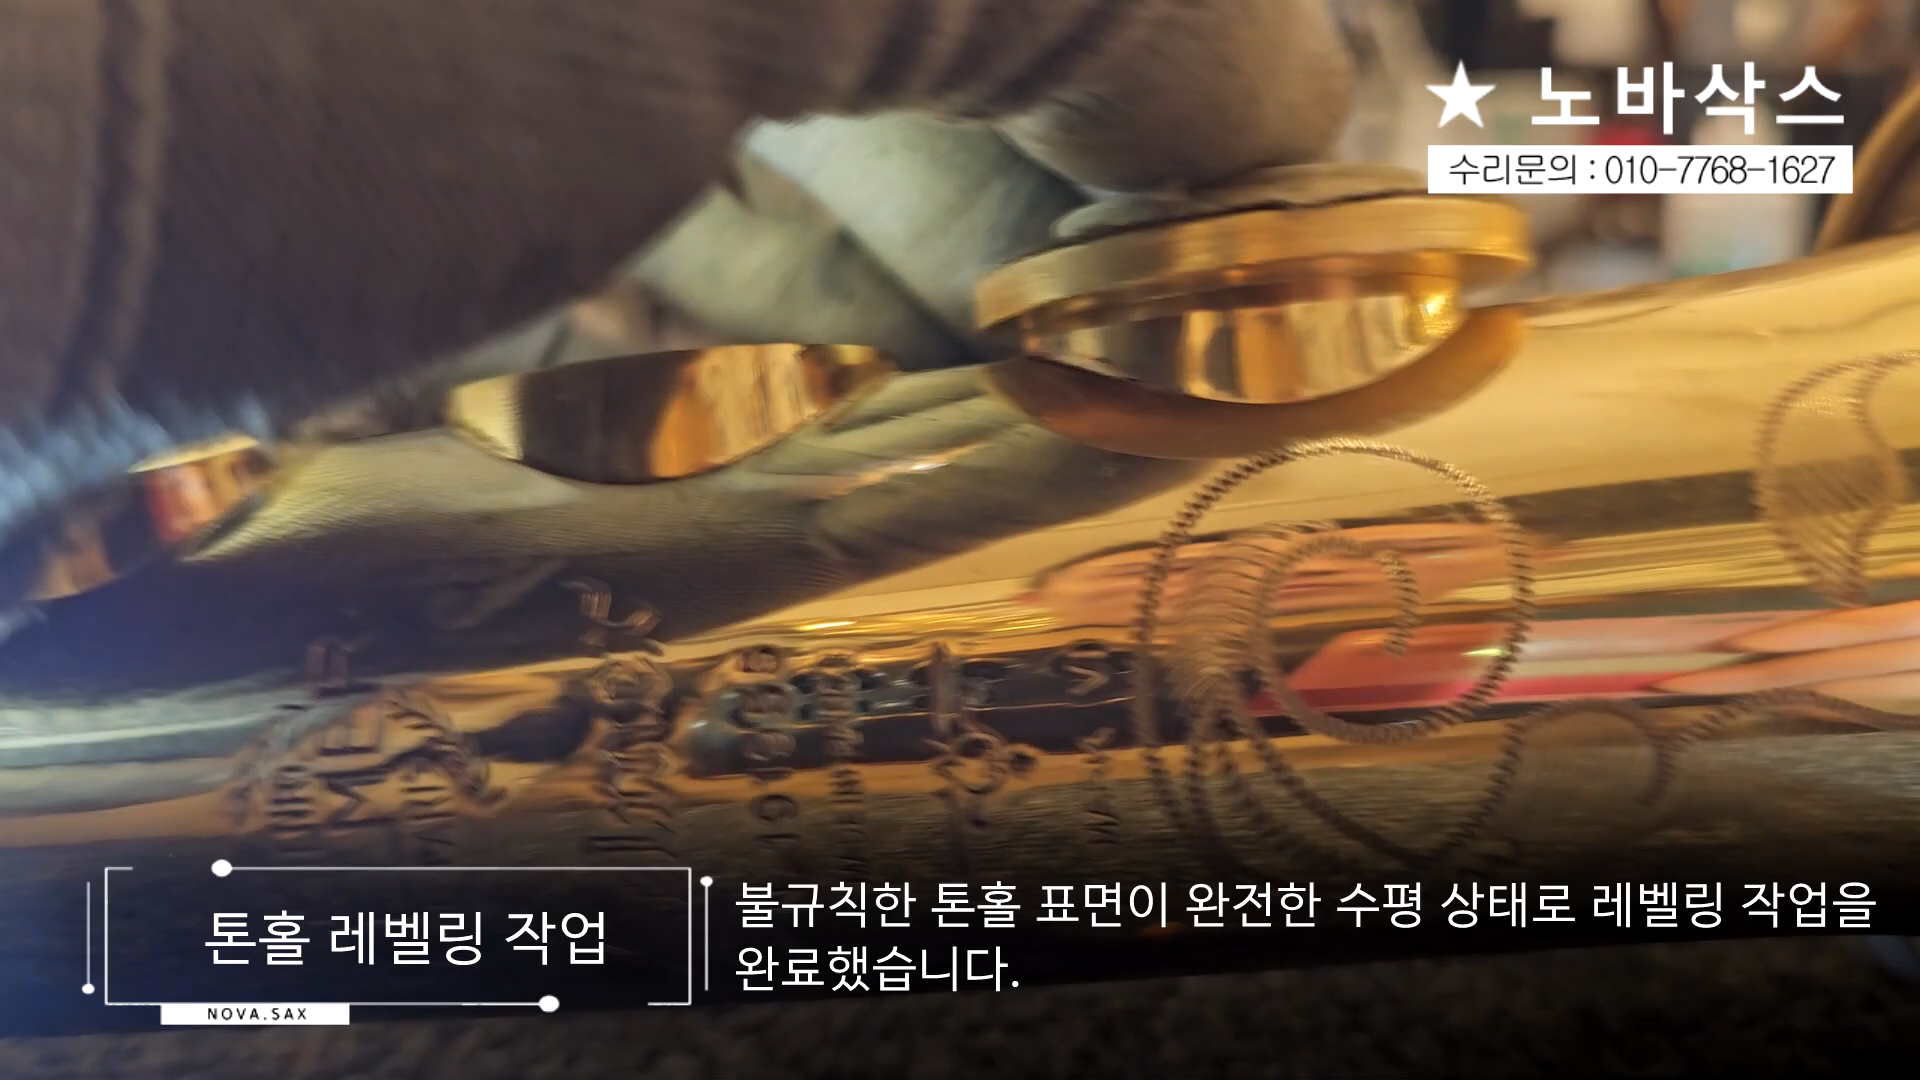 ★ 노바삭스
수리문의 : 010-7768-1627
톤홀 레벨링 작업
NOVA.SAX
불규칙한 톤홀 표면이 완전한 수평 상태로 레벨링 작업을
완료했습니다.